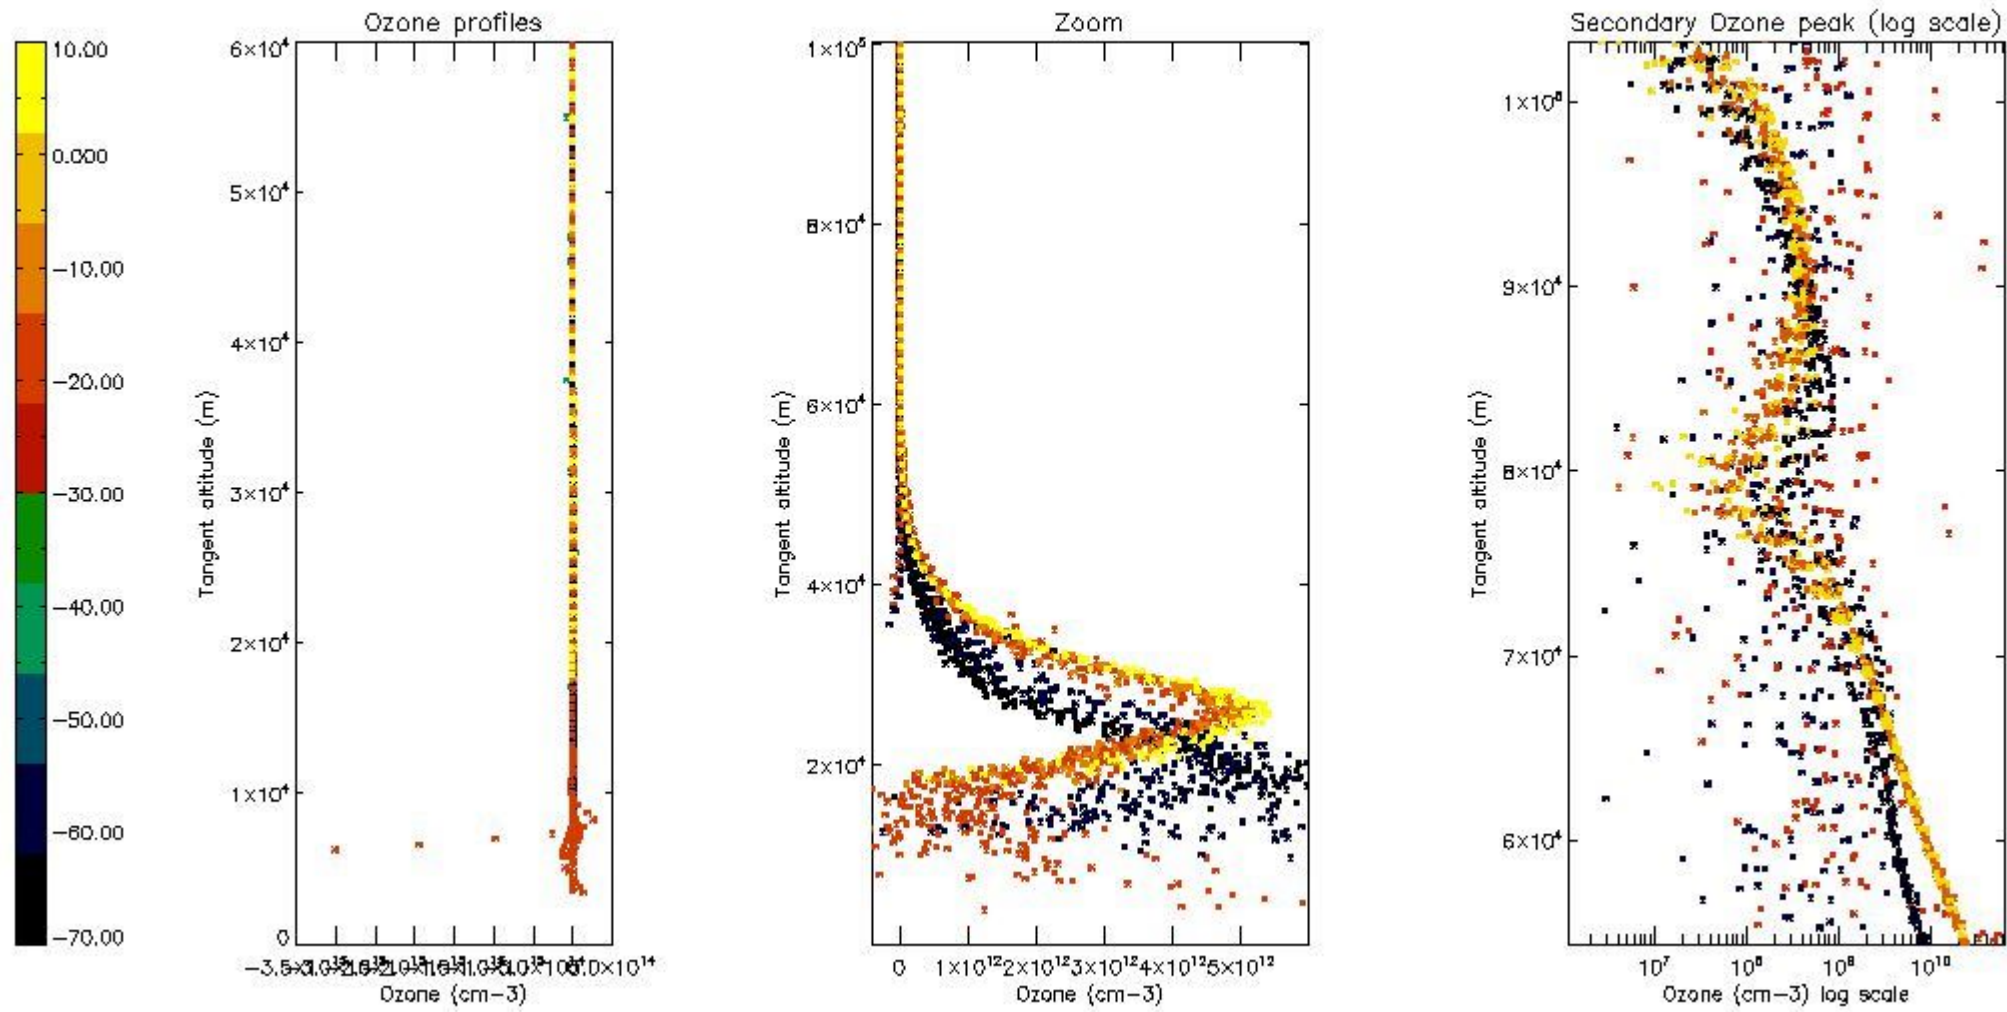 Ozone profiles
Zoom
Secondary Ozone peak (log scale)
10.00
0.000
−10.00
−20.00
−30.00
−40.00
−50.00
−60.00
−70.00
Tangent altitude (m)
6×10⁴
5×10⁴
4×10⁴
3×10⁴
2×10⁴
1×10⁴
0
Ozone (cm−3)
Tangent altitude (m)
1×10⁵
8×10⁴
6×10⁴
4×10⁴
2×10⁴
0 1×10¹² 2×10¹² 3×10¹² 4×10¹² 5×10¹²
Ozone (cm−3)
Tangent altitude (m)
9×10⁴
8×10⁴
7×10⁴
6×10⁴
10⁷ 10⁸ 10⁹ 10¹⁰
Ozone (cm−3) log scale